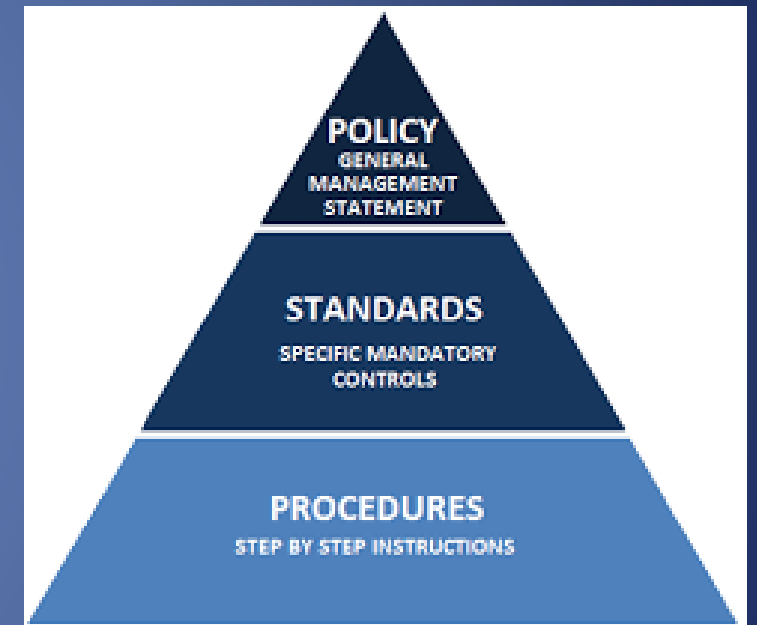 POLICY
GENERAL
MANAGEMENT
STATEMENT
STANDARDS
SPECIFIC MANDATORY
CONTROLS
PROCEDURES
STEP BY STEP INSTRUCTIONS